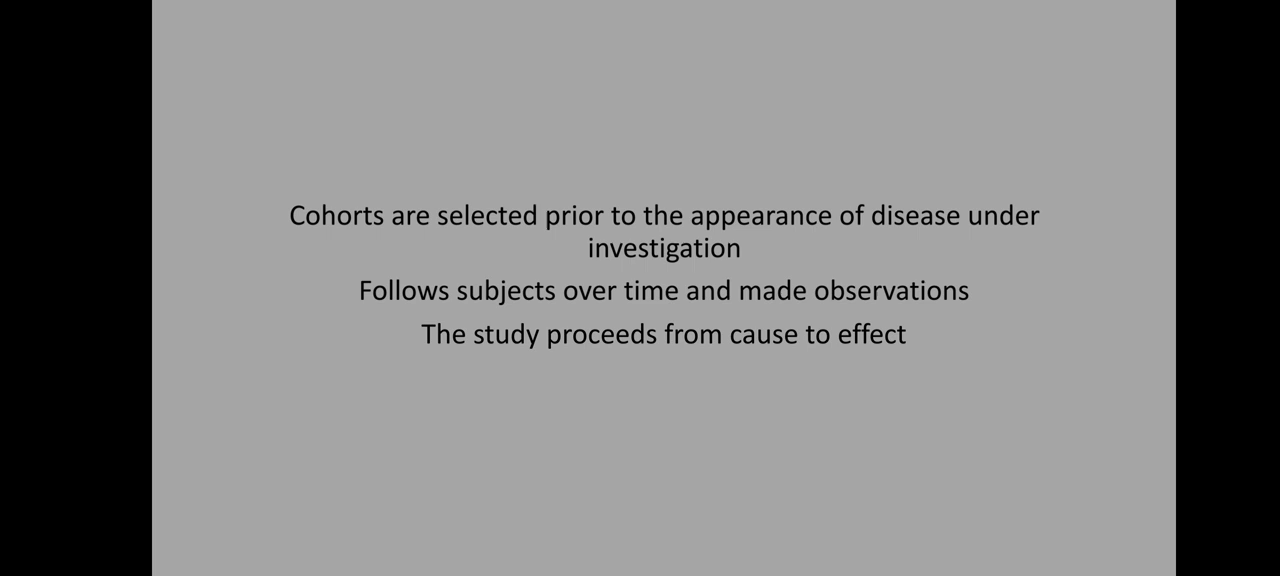 Cohorts are selected prior to the appearance of disease under
investigation
Follows subjects over time and made observations
The study proceeds from cause to effect